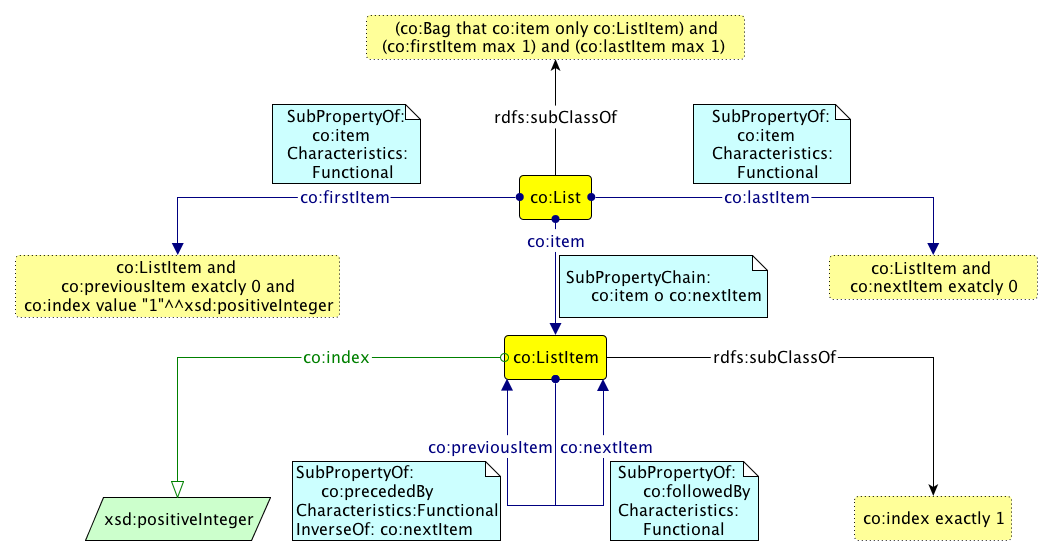 (co:Bag that co:item only co:ListItem) and
(co:firstItem max 1) and (co:lastItem max 1)
rdfs:subClassOf
SubPropertyOf:
co:item
Characteristics:
Functional
SubPropertyOf:
co:item
Characteristics:
Functional
co:firstItem
co:List
co:lastItem
co:item
co:ListItem and
co:previousItem exatcly 0 and
co:index value "1"^^xsd:positiveInteger
SubPropertyChain:
co:item o co:nextItem
co:ListItem and
co:nextItem exatcly 0
co:index
co:ListItem
rdfs:subClassOf
co:previousItem
co:nextItem
SubPropertyOf:
co:precededBy
Characteristics:Functional
InverseOf: co:nextItem
SubPropertyOf:
co:followedBy
Characteristics:
Functional
xsd:positiveInteger
co:index exactly 1